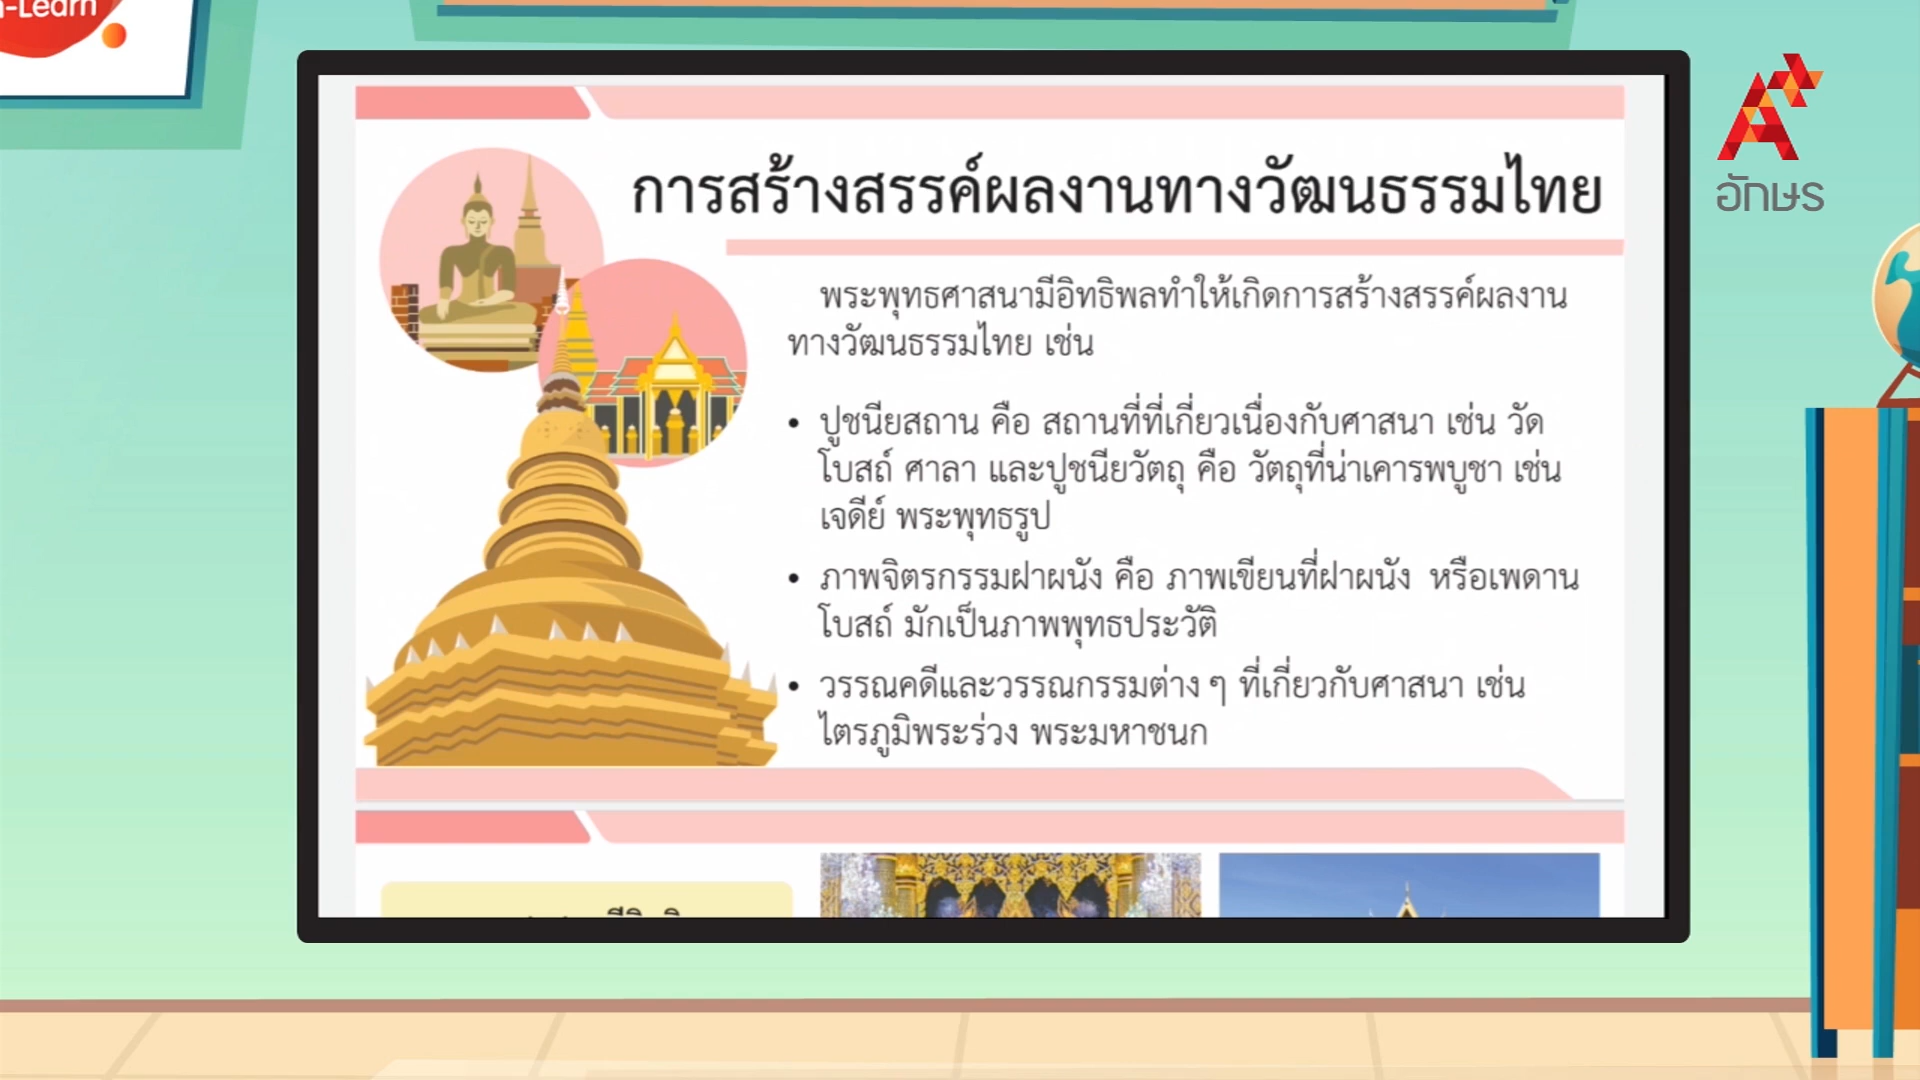 -Learn
อักษร
การสร้างสรรค์ผลงานทางวัฒนธรรมไทย
พระพุทธศาสนามีอิทธิพลทำให้เกิดการสร้างสรรค์ผลงาน
ทางวัฒนธรรมไทย เช่น
• ปูชนียสถาน คือ สถานที่ที่เกี่ยวเนื่องกับศาสนา เช่น วัด
โบสถ์ ศาลา และปูชนียวัตถุ คือ วัตถุที่น่าเคารพบูชา เช่น
เจดีย์ พระพุทธรูป
• ภาพจิตรกรรมฝาผนัง คือ ภาพเขียนที่ฝาผนัง หรือเพดาน
โบสถ์ มักเป็นภาพพุทธประวัติ
• วรรณคดีและวรรณกรรมต่าง ๆ ที่เกี่ยวกับศาสนา เช่น
ไตรภูมิพระร่วง พระมหาชนก